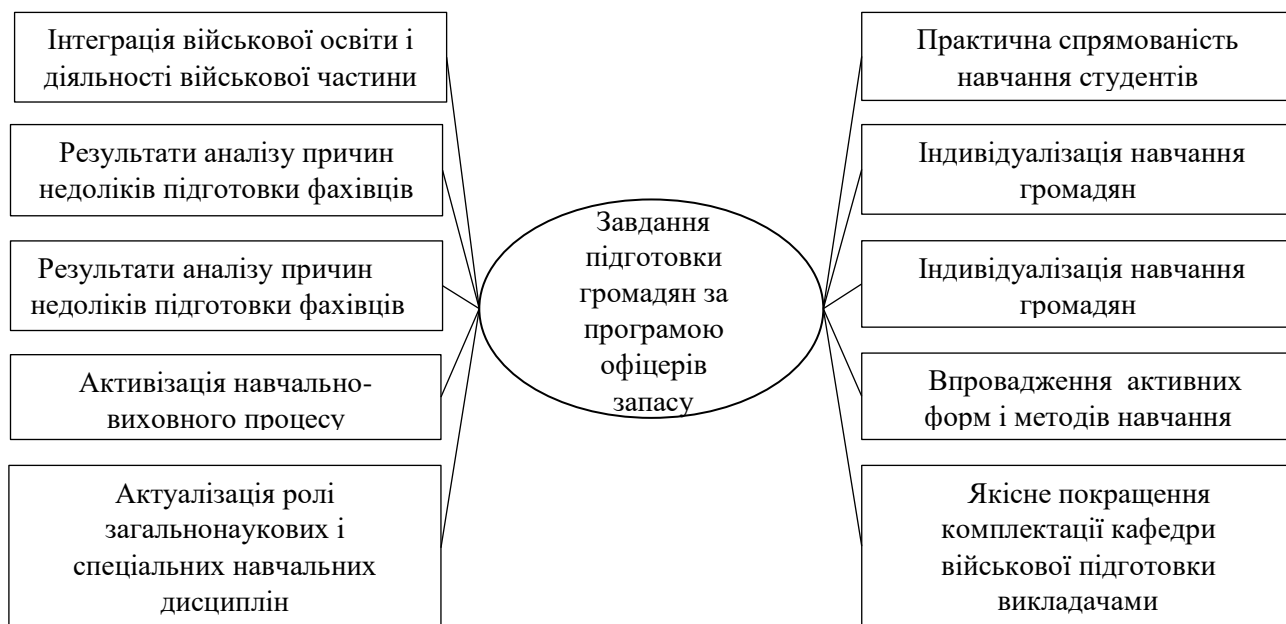 Інтеграція військової освіти і
діяльності військової частини
Результати аналізу причин
недоліків підготовки фахівців
Результати аналізу причин
недоліків підготовки фахівців
Активізація навчально-
виховного процесу
Актуалізація ролі
загальнонаукових і
спеціальних навчальних
дисциплін
Завдання
підготовки
громадян за
програмою
офіцерів
запасу
Практична спрямованість
навчання студентів
Індивідуалізація навчання
громадян
Індивідуалізація навчання
громадян
Впровадження активних
форм і методів навчання
Якісне покращення
комплектації кафедри
військової підготовки
викладачами